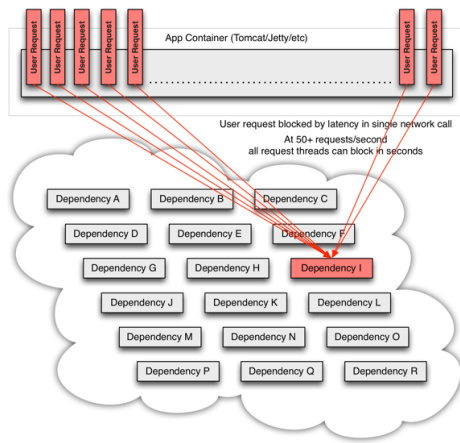 User Request
User Request
User Request
User Request
User Request
User Request
User Request
App Container (Tomcat/Jetty/etc)
User request blocked by latency in single network call
At 50+ requests/second
all request threads can block in seconds
Dependency A
Dependency B
Dependency C
Dependency D
Dependency E
Dependency F
Dependency G
Dependency H
Dependency I
Dependency J
Dependency K
Dependency L
Dependency M
Dependency N
Dependency O
Dependency P
Dependency Q
Dependency R